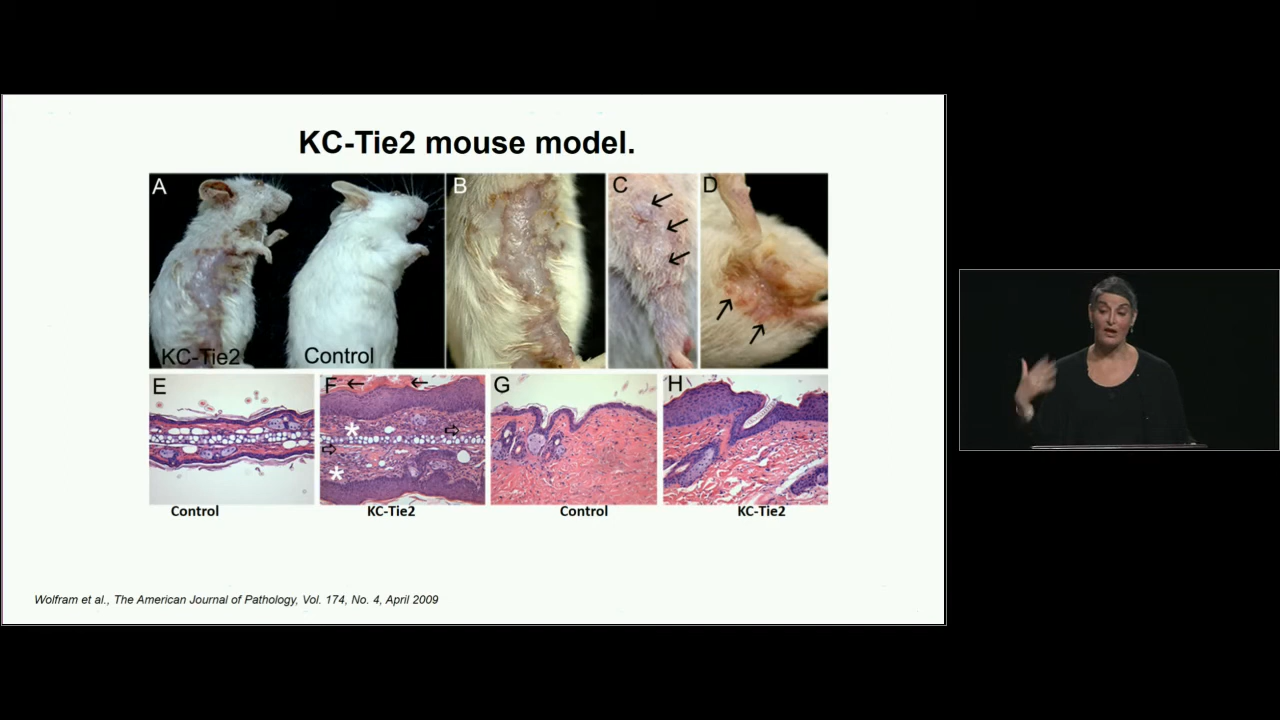 KC-Tie2 mouse model.
A
B
C
D
KC-Tie2
Control
E
F
G
H
Control
KC-Tie2
Control
KC-Tie2
Wolfram et al., The American Journal of Pathology, Vol. 174, No. 4, April 2009